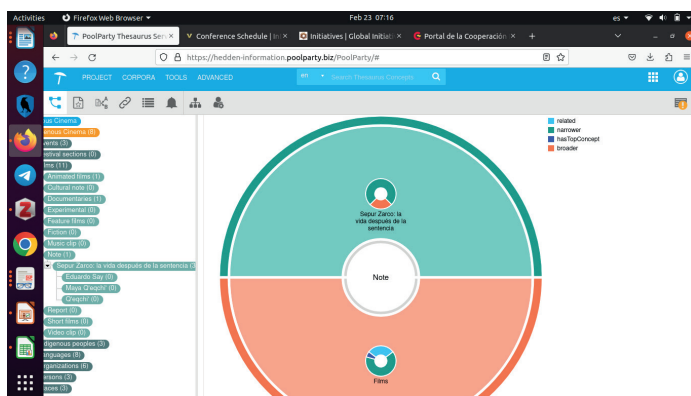 Activities
Firefox Web Browser
Feb 23 07:16
es
PoolParty Thesaurus Ser
Conference Schedule | In
Initiatives | Global Initiati
Portal de la Cooperación
https://hedden-information.poolparty.biz/PoolParty/#
PROJECT CORPORA TOOLS ADVANCED
en
Search Thesaurus Concepts
us Cinema
enous Cinema (8)
vents (3)
estival sections (0)
lms (11)
Animated films (1)
Cultural note (0)
Documentaries (1)
Experimental (0)
Feature films (0)
Fiction (0)
Music clip (0)
Note (1)
Sepur Zarco: la vida después de la sentencia (3
Eduardo Say (0)
Maya Q'eqchi' (0)
Q'eqchi' (0)
Report (0)
Short films (0)
Video clip (0)
digenous peoples (3)
anguages (8)
rganizations (6)
ersons (3)
aces (3)
Sepur Zarco: la
vida después de la
sentencia
Note
Films
related
narrower
hasTopConcept
broader